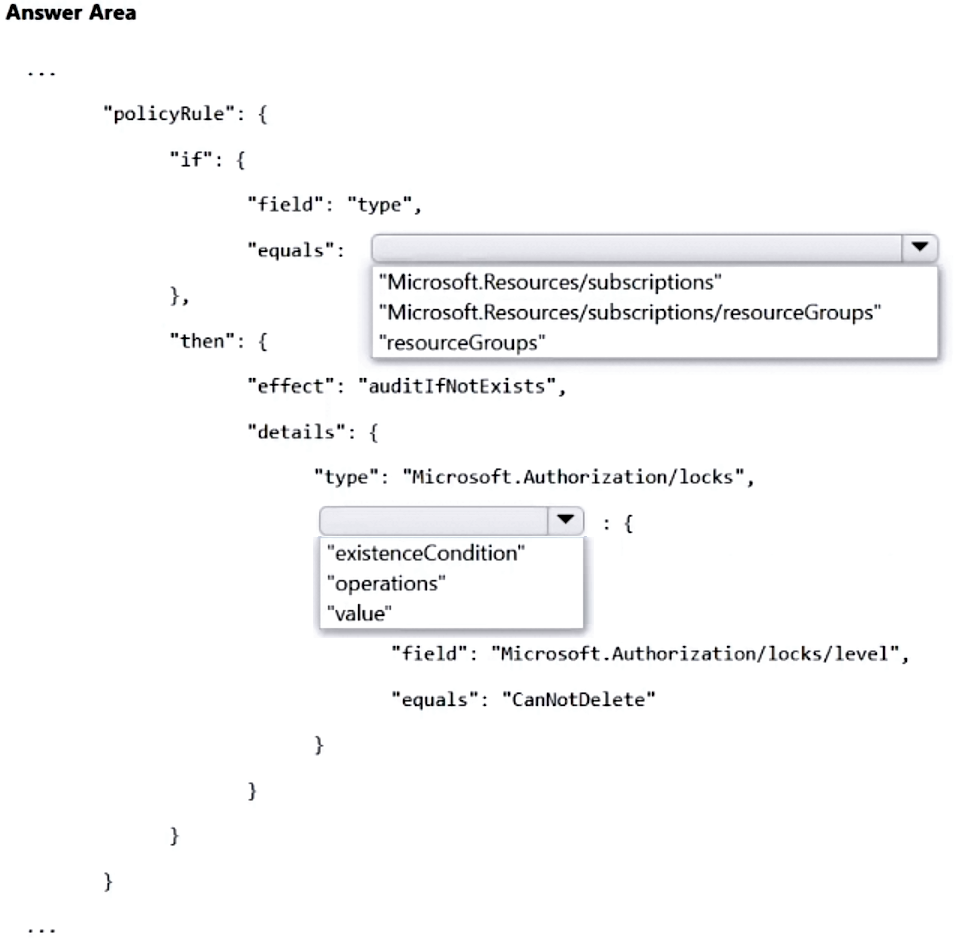 Answer Area
...
"policyRule": {
"if": {
"field": "type",
"equals":
"Microsoft.Resources/subscriptions"
"Microsoft.Resources/subscriptions/resourceGroups"
"resourceGroups"
},
"then": {
"effect": "auditIfNotExists",
"details": {
"type": "Microsoft.Authorization/locks",
: {
"existenceCondition"
"operations"
"value"
"field": "Microsoft.Authorization/locks/level",
"equals": "CanNotDelete"
}
}
}
}
...